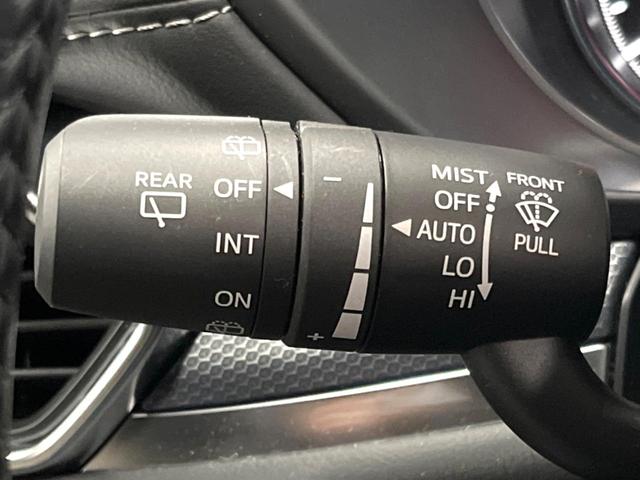 REAR
OFF
INT
ON
−
+
MIST
OFF
AUTO
LO
HI
FRONT
PULL